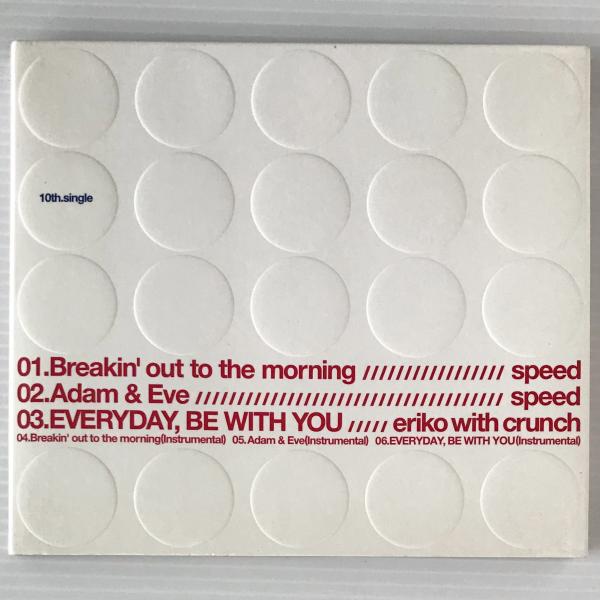 10th.single
01.Breakin' out to the morning ///////////////// speed
02.Adam & Eve ///////////////////////////////////// speed
03.EVERYDAY, BE WITH YOU ///// eriko with crunch
04.Breakin' out to the morning(Instrumental) 05.Adam & Eve(Instrumental) 06.EVERYDAY, BE WITH YOU(Instrumental)